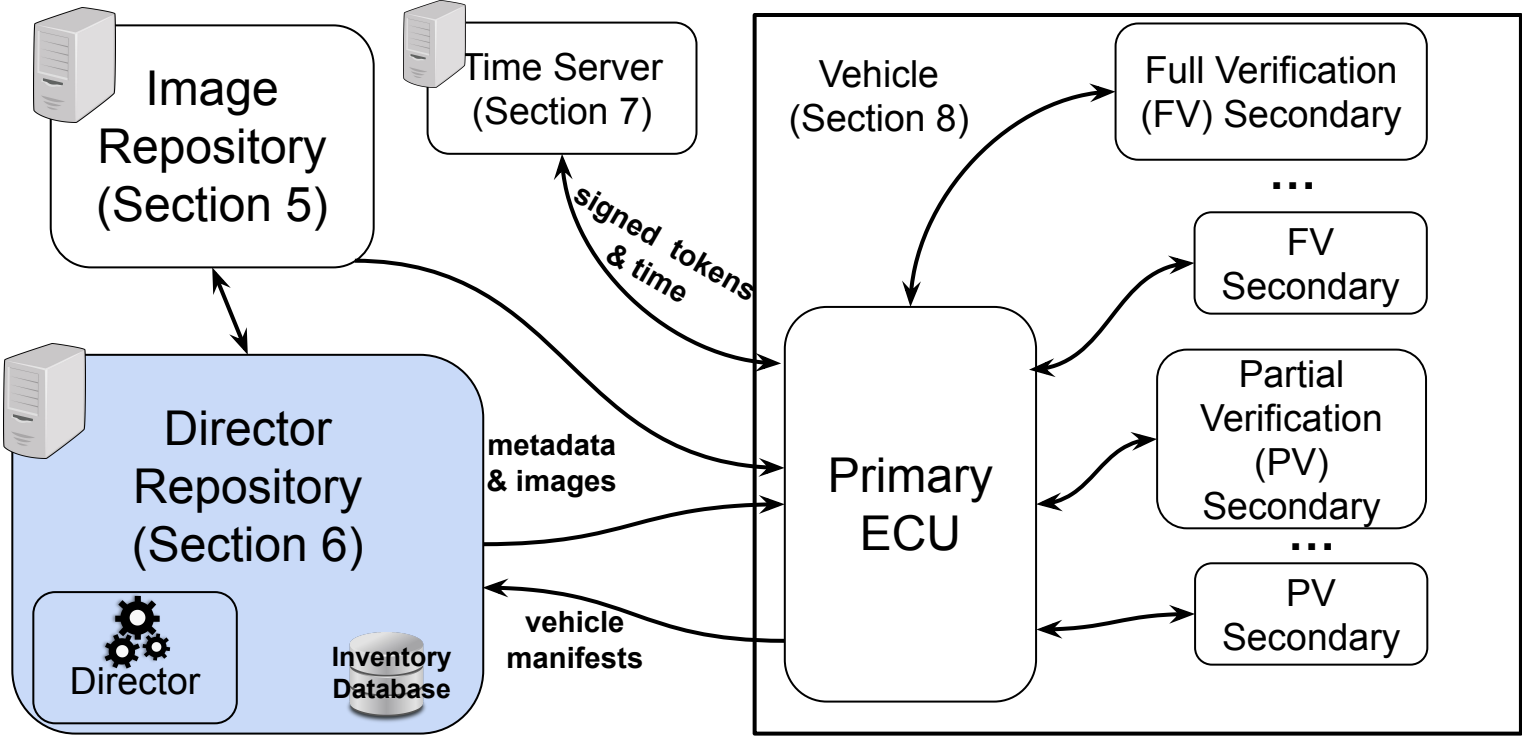 Image
Repository
(Section 5)
Time Server
(Section 7)
Vehicle
(Section 8)
Full Verification
(FV) Secondary
...
FV
Secondary
signed tokens
& time
Director
Repository
(Section 6)
metadata
& images
Primary
ECU
Partial
Verification
(PV)
Secondary
...
PV
Secondary
vehicle
manifests
Director
Inventory
Database